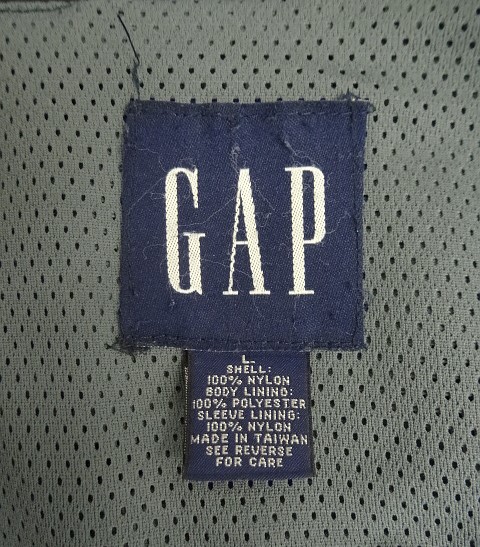 GAP
L
SHELL:
100% NYLON
BODY LINING:
100% POLYESTER
SLEEVE LINING:
100% NYLON
MADE IN TAIWAN
SEE REVERSE
FOR CARE